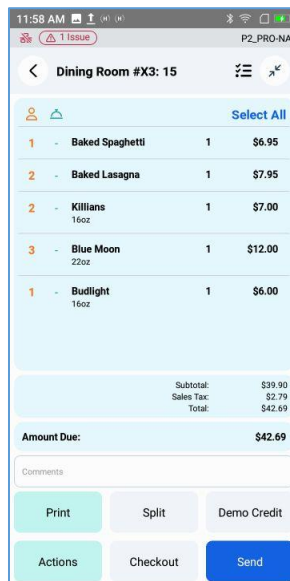 11:58 AM
1 Issue
P2_PRO-NA
Dining Room #X3: 15
Select All
1 - Baked Spaghetti 1 $6.95
2 - Baked Lasagna 1 $7.95
2 - Killians 1 $7.00
16oz
3 - Blue Moon 1 $12.00
22oz
1 - Budlight 1 $6.00
16oz
Subtotal: $39.90
Sales Tax: $2.79
Total: $42.69
Amount Due: $42.69
Comments
Print Split Demo Credit
Actions Checkout Send